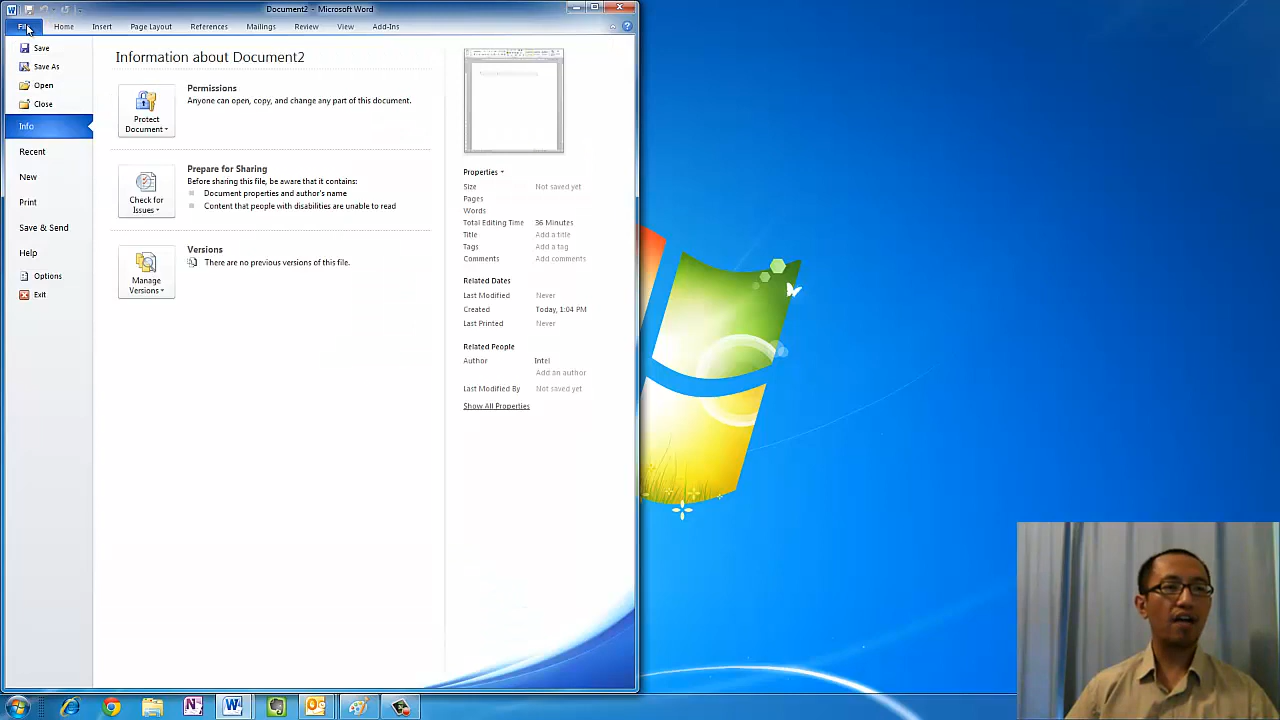 Document2 - Microsoft Word
File Home Insert Page Layout References Mailings Review View Add-Ins
Save
Save As
Open
Close
Info
Recent
New
Print
Save & Send
Help
Options
Exit
Information about Document2
Protect
Document
Permissions
Anyone can open, copy, and change any part of this document.
Check for
Issues
Prepare for Sharing
Before sharing this file, be aware that it contains:
Document properties and author's name
Content that people with disabilities are unable to read
Manage
Versions
Versions
There are no previous versions of this file.
Properties
Size Not saved yet
Pages
Words
Total Editing Time 36 Minutes
Title Add a title
Tags Add a tag
Comments Add comments
Related Dates
Last Modified Never
Created Today, 1:04 PM
Last Printed Never
Related People
Author Intel
Add an author
Last Modified By Not saved yet
Show All Properties